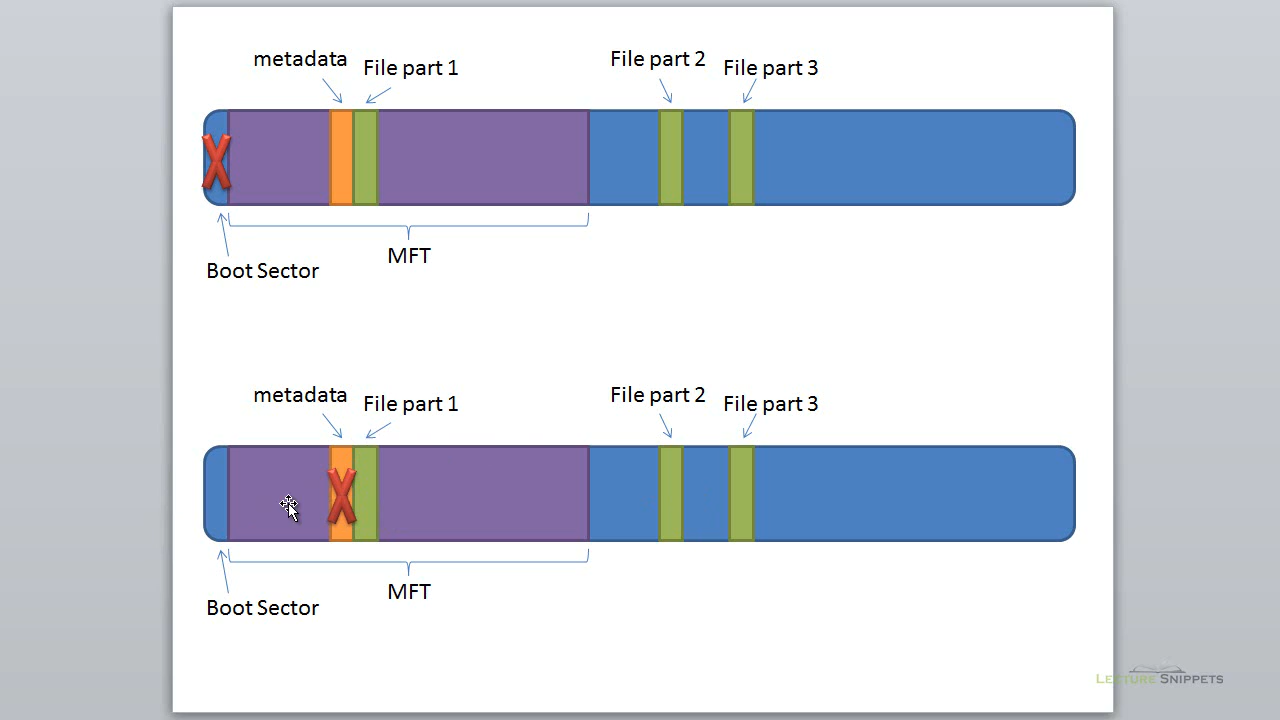 metadata
File part 1
File part 2
File part 3
Boot Sector
MFT
metadata
File part 1
File part 2
File part 3
Boot Sector
MFT
LECTURE SNIPPETS